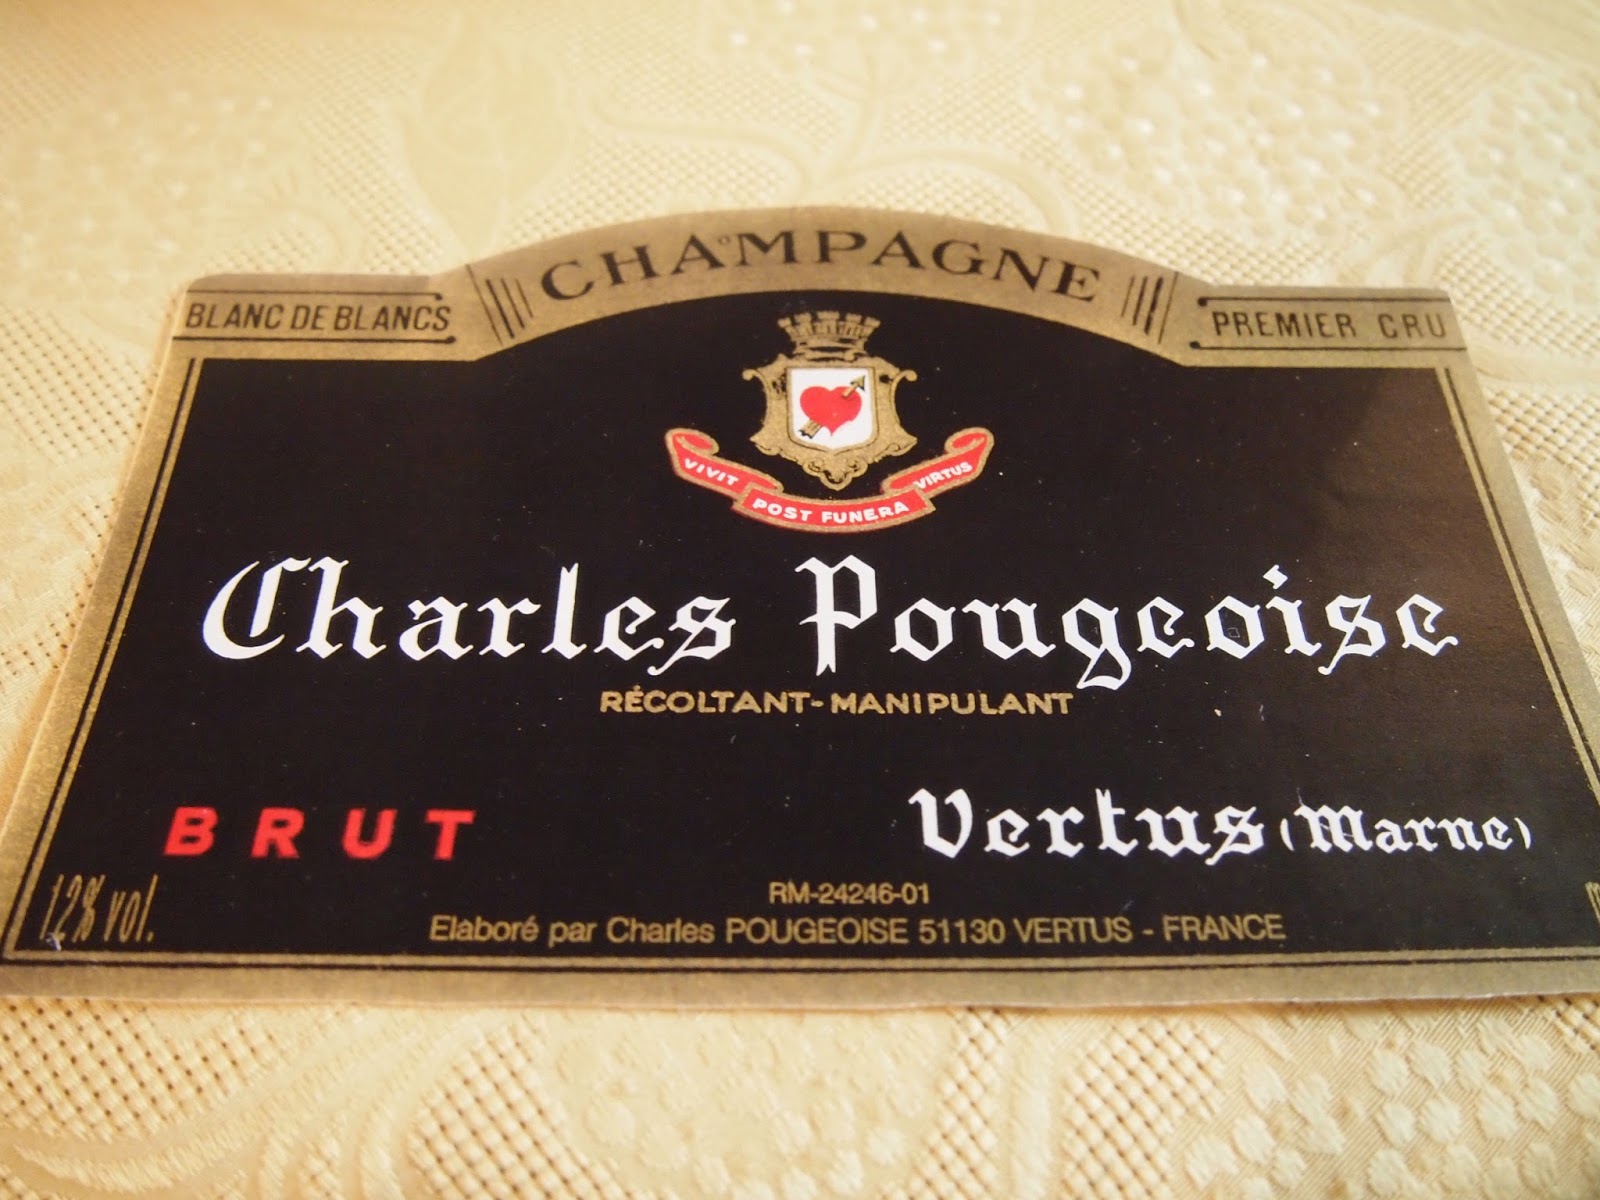 CHAMPAGNE
BLANC DE BLANCS
PREMIER CRU
VIVIT POST FUNERA VIRTUS
Charles Pougeoise
RÉCOLTANT-MANIPULANT
BRUT
Vertus (Marne)
12% vol.
RM-24246-01
Elaboré par Charles POUGEOISE 51130 VERTUS - FRANCE